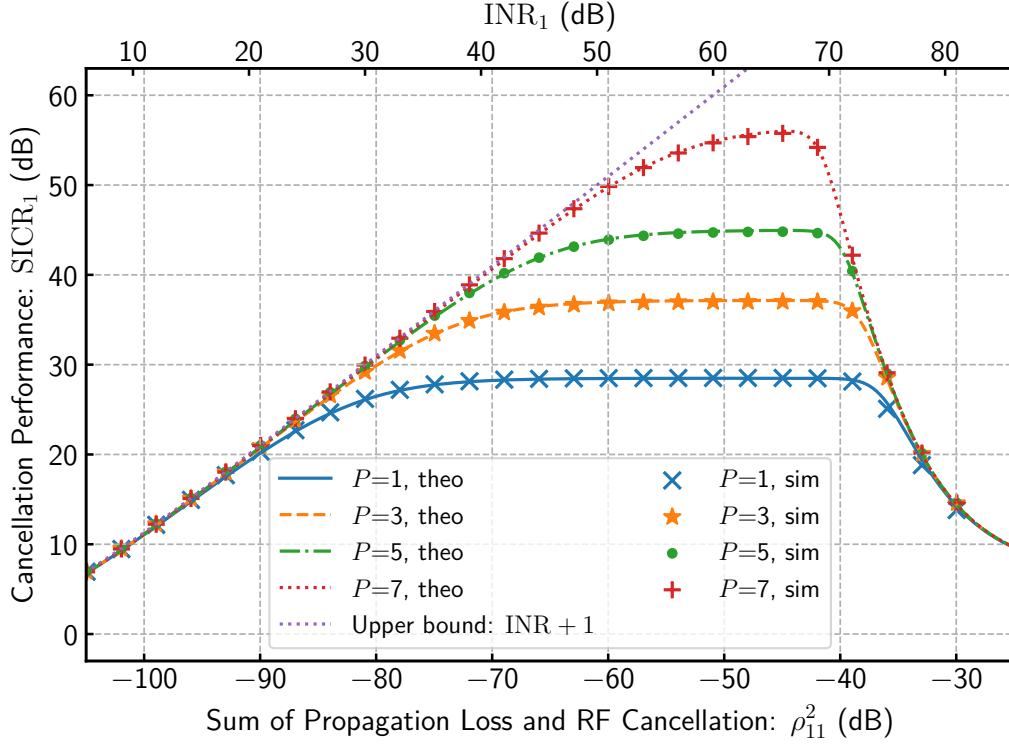 INR₁ (dB)
10 20 30 40 50 60 70 80
Cancellation Performance: SICR₁ (dB)
60
50
40
30
20
10
0
P=1, theo
P=3, theo
P=5, theo
P=7, theo
Upper bound: INR + 1
P=1, sim
P=3, sim
P=5, sim
P=7, sim
−100 −90 −80 −70 −60 −50 −40 −30
Sum of Propagation Loss and RF Cancellation: ρ²₁₁ (dB)